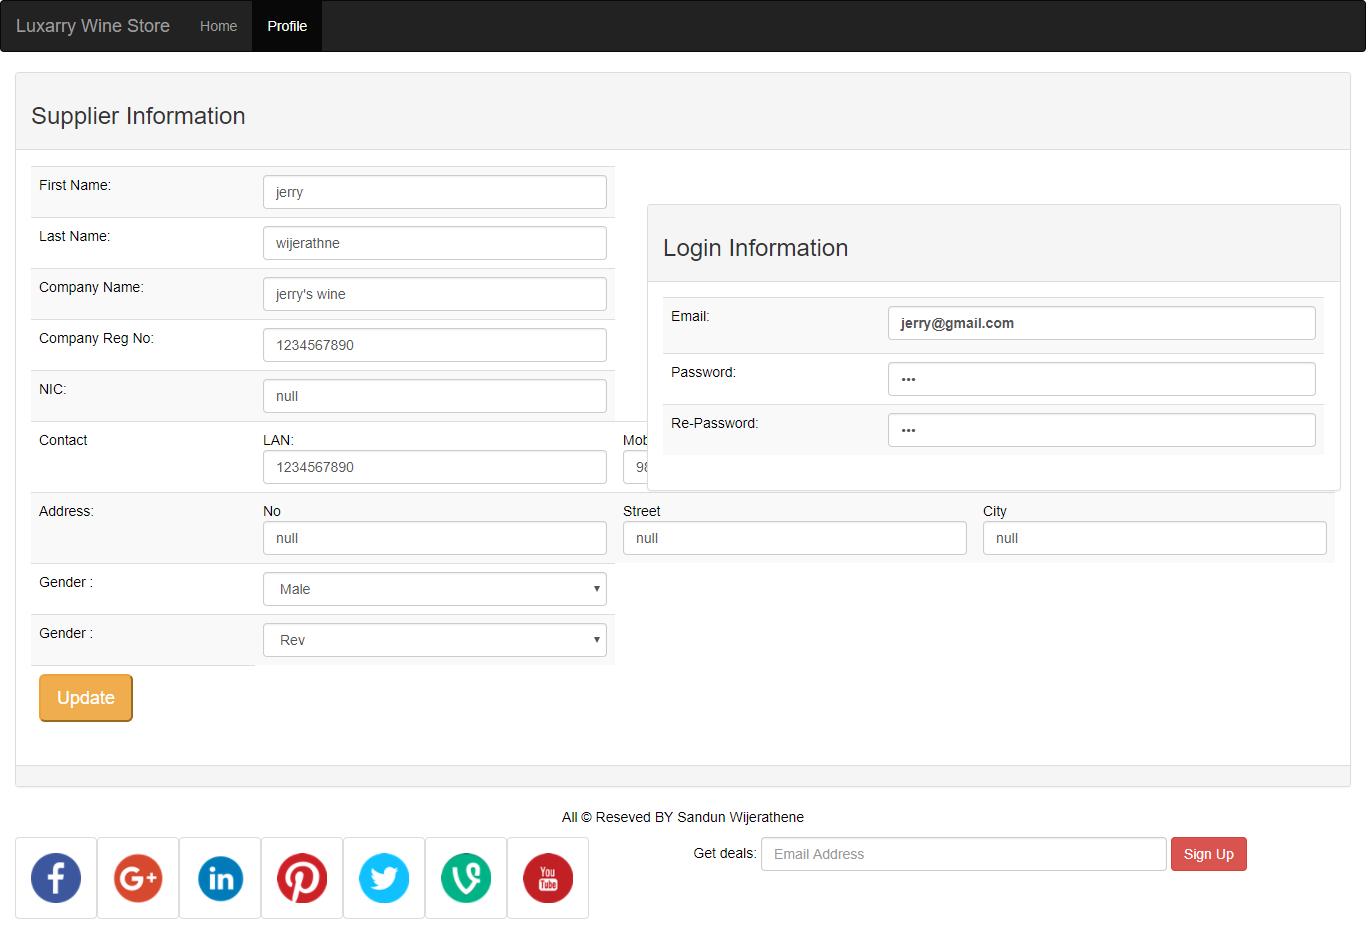 Luxarry Wine Store Home Profile
Supplier Information
First Name: jerry
Last Name: wijerathne
Company Name: jerry's wine
Company Reg No: 1234567890
NIC: null
Contact LAN: Mob
1234567890 98
Address: No Street City
null null null
Gender : Male
Gender : Rev
Update
Login Information
Email: jerry@gmail.com
Password: •••
Re-Password: •••
All © Reseved BY Sandun Wijerathene
f G+ in P You Tube
Get deals: Email Address Sign Up